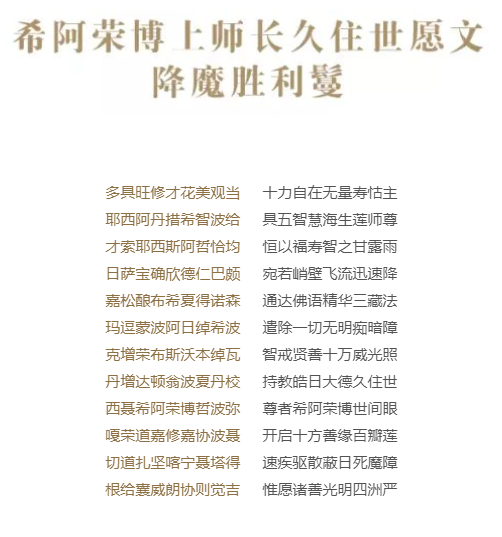 希阿荣博上师长久住世愿文
降魔胜利鬘
多具旺修才花美观当 十力自在无量寿怙主
耶西阿丹措希智波给 具五智慧海生莲师尊
才索耶西斯阿哲恰均 恒以福寿智之甘露雨
日萨宝确欣德仁巴颇 宛若峭壁飞流迅速降
嘉松酿布希夏得诺森 通达佛语精华三藏法
玛逗蒙波阿日绰希波 遣除一切无明痴暗障
克增荣布斯沃本绰瓦 智戒贤善十万威光照
丹增达顿翁波夏丹校 持教皓日大德久住世
西聂希阿荣博哲波弥 尊者希阿荣博世间眼
嘎荣道嘉修嘉协波聂 开启十方善缘百瓣莲
切道扎坚喀宁聂塔得 速疾驱散蔽日死魔障
根给囊威朗协则觉吉 惟愿诸善光明四洲严